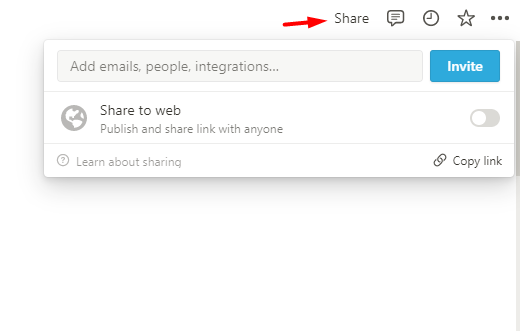 Share
Add emails, people, integrations...
Invite
Share to web
Publish and share link with anyone
Learn about sharing
Copy link